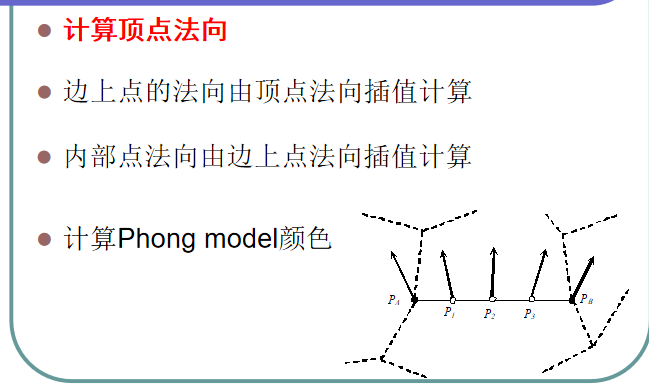 计算顶点法向
边上点的法向由顶点法向插值计算
内部点法向由边上点法向插值计算
计算Phong model颜色
P_A P_1 P_2 P_3 P_B